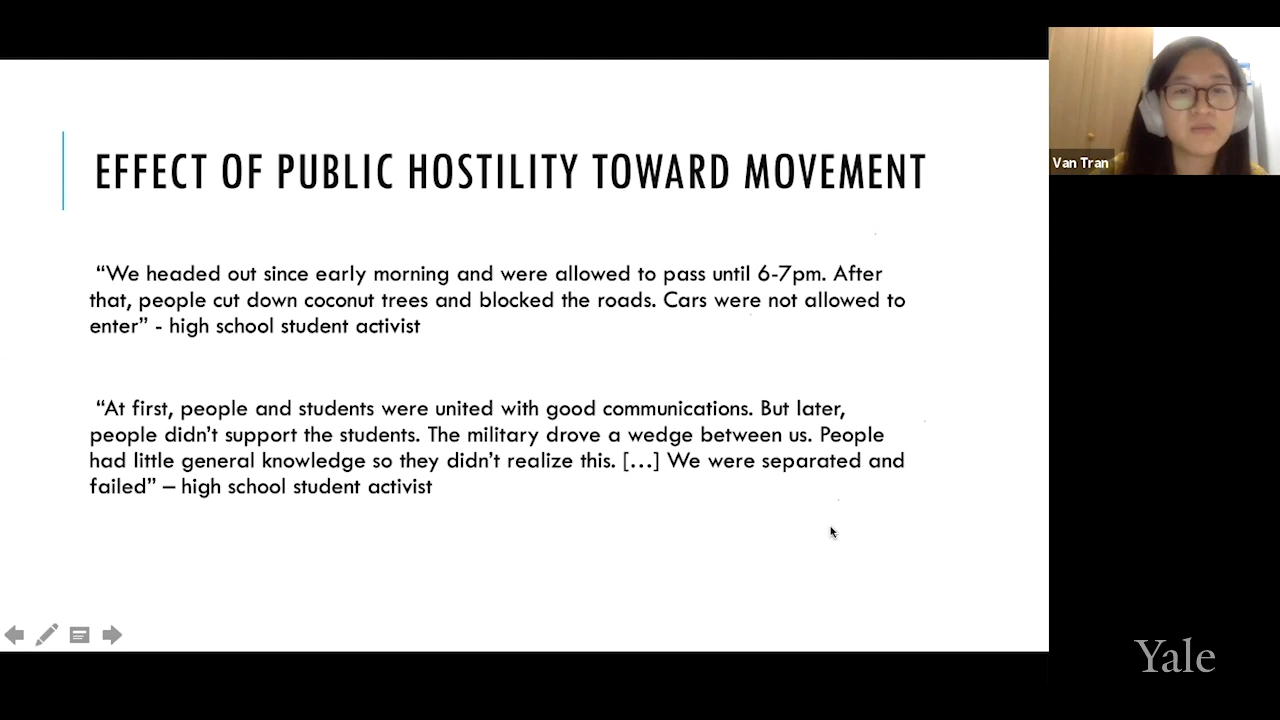 EFFECT OF PUBLIC HOSTILITY TOWARD MOVEMENT
“We headed out since early morning and were allowed to pass until 6-7pm. After
that, people cut down coconut trees and blocked the roads. Cars were not allowed to
enter” - high school student activist
“At first, people and students were united with good communications. But later,
people didn’t support the students. The military drove a wedge between us. People
had little general knowledge so they didn’t realize this. […] We were separated and
failed” – high school student activist
Van Tran
Yale